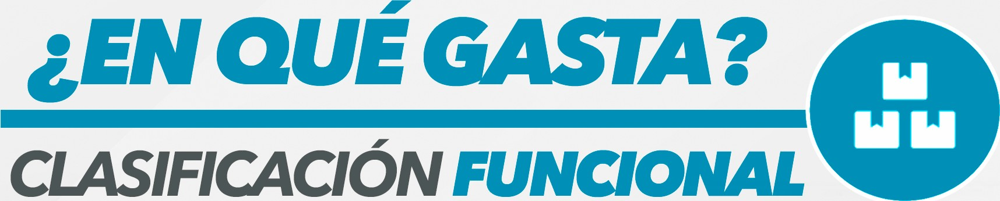 ¿EN QUÉ GASTA?
CLASIFICACIÓN FUNCIONAL